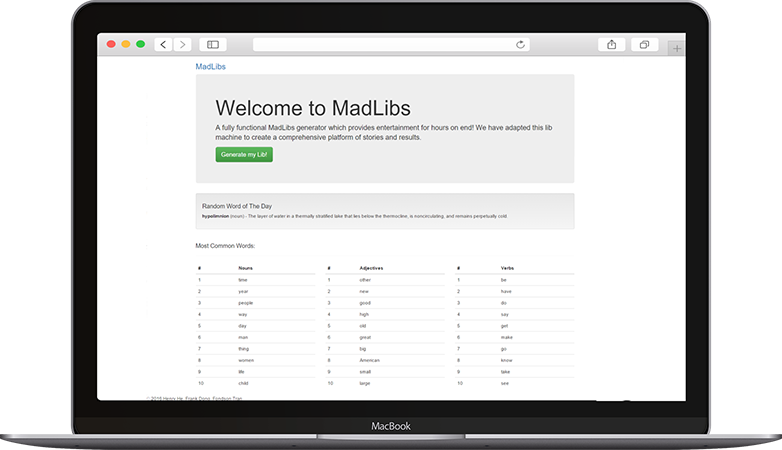 MadLibs
Welcome to MadLibs
A fully functional MadLibs generator which provides entertainment for hours on end! We have adapted this lib
machine to create a comprehensive platform of stories and results.
Generate my Lib!
Random Word of The Day
hypolimnion (noun) - The layer of water in a thermally stratified lake that lies below the thermocline, is noncirculating, and remains perpetually cold.
Most Common Words:
# Nouns # Adjectives # Verbs
1 time 1 other 1 be
2 year 2 new 2 have
3 people 3 good 3 do
4 way 4 high 4 say
5 day 5 old 5 get
6 man 6 great 6 make
7 thing 7 big 7 go
8 women 8 American 8 know
9 life 9 small 9 take
10 child 10 large 10 see
2016 Henry He, Frank Dong,
MacBook